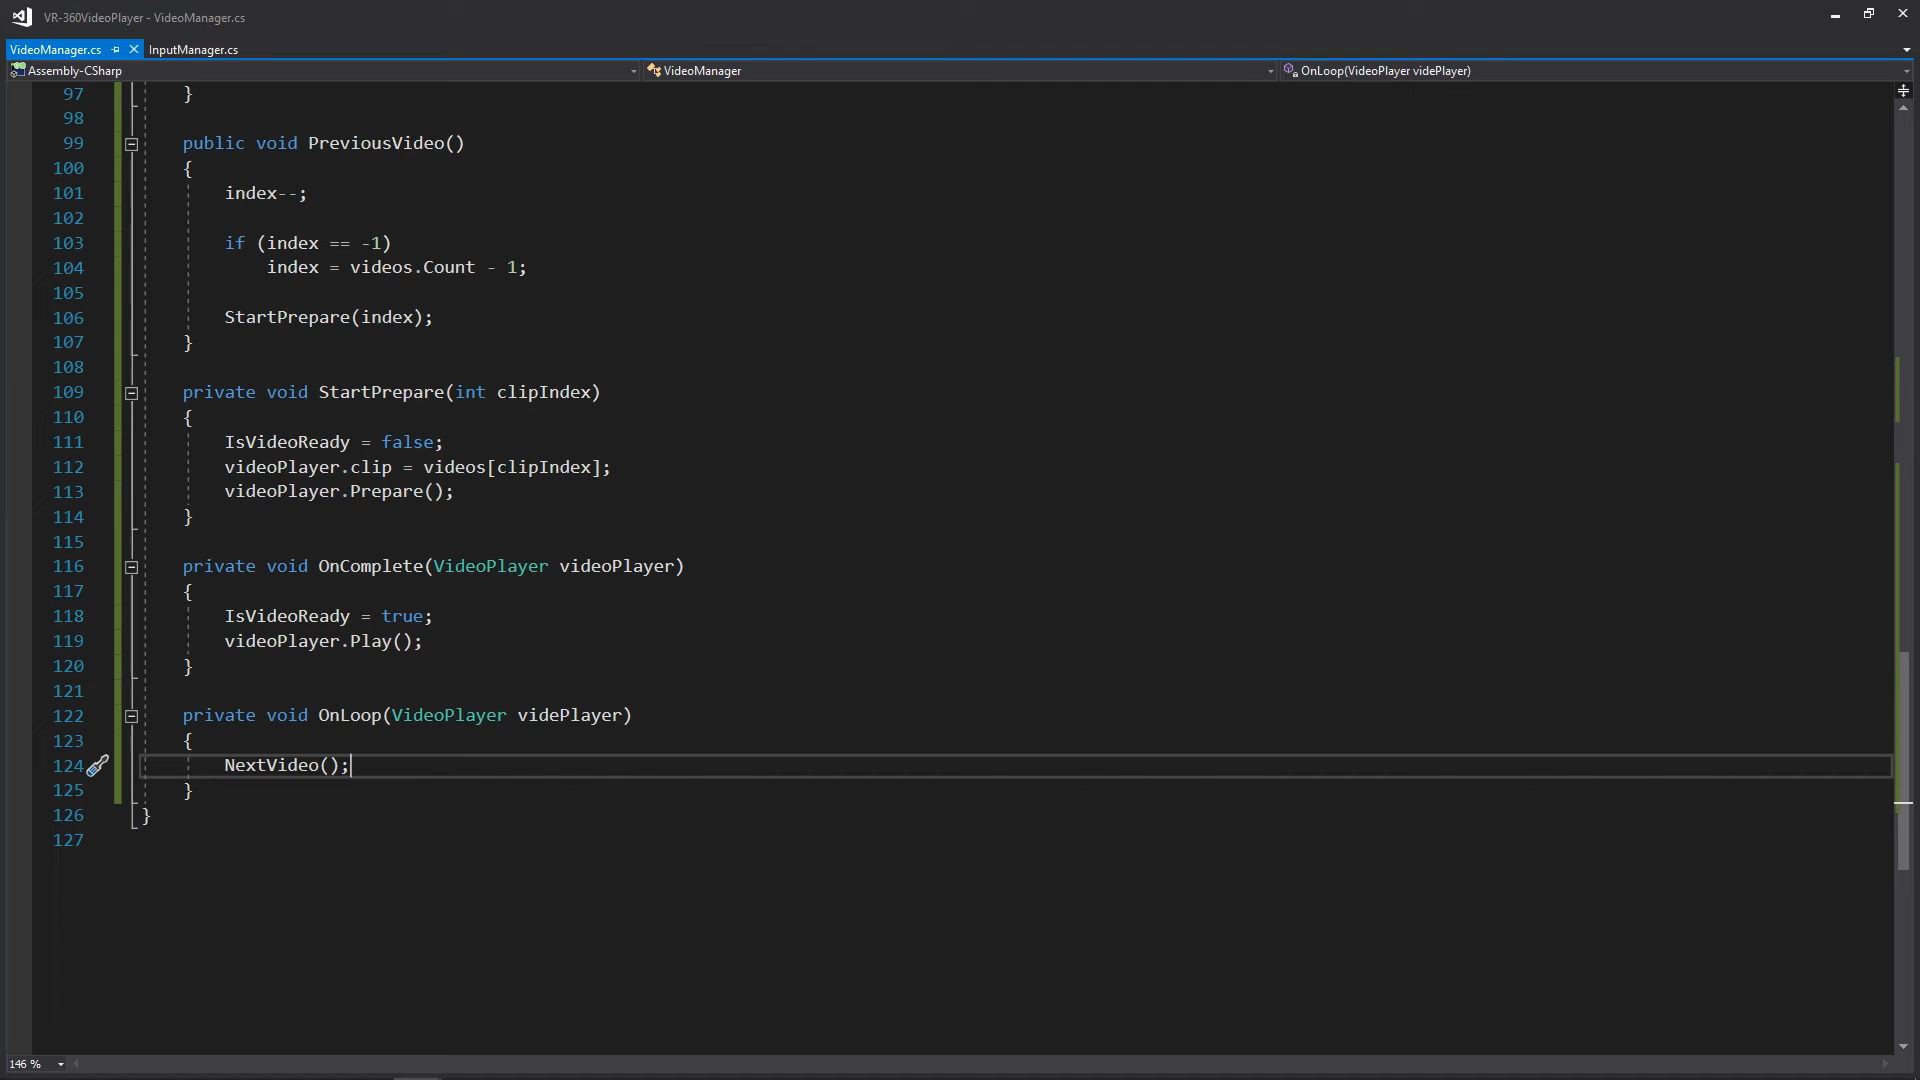 VR-360VideoPlayer - VideoManager.cs
VideoManager.cs InputManager.cs
Assembly-CSharp VideoManager OnLoop(VideoPlayer videPlayer)
97 }
98
99 public void PreviousVideo()
100 {
101 index--;
102
103 if (index == -1)
104 index = videos.Count - 1;
105
106 StartPrepare(index);
107 }
108
109 private void StartPrepare(int clipIndex)
110 {
111 IsVideoReady = false;
112 videoPlayer.clip = videos[clipIndex];
113 videoPlayer.Prepare();
114 }
115
116 private void OnComplete(VideoPlayer videoPlayer)
117 {
118 IsVideoReady = true;
119 videoPlayer.Play();
120 }
121
122 private void OnLoop(VideoPlayer videPlayer)
123 {
124 NextVideo();
125 }
126 }
127
146 %